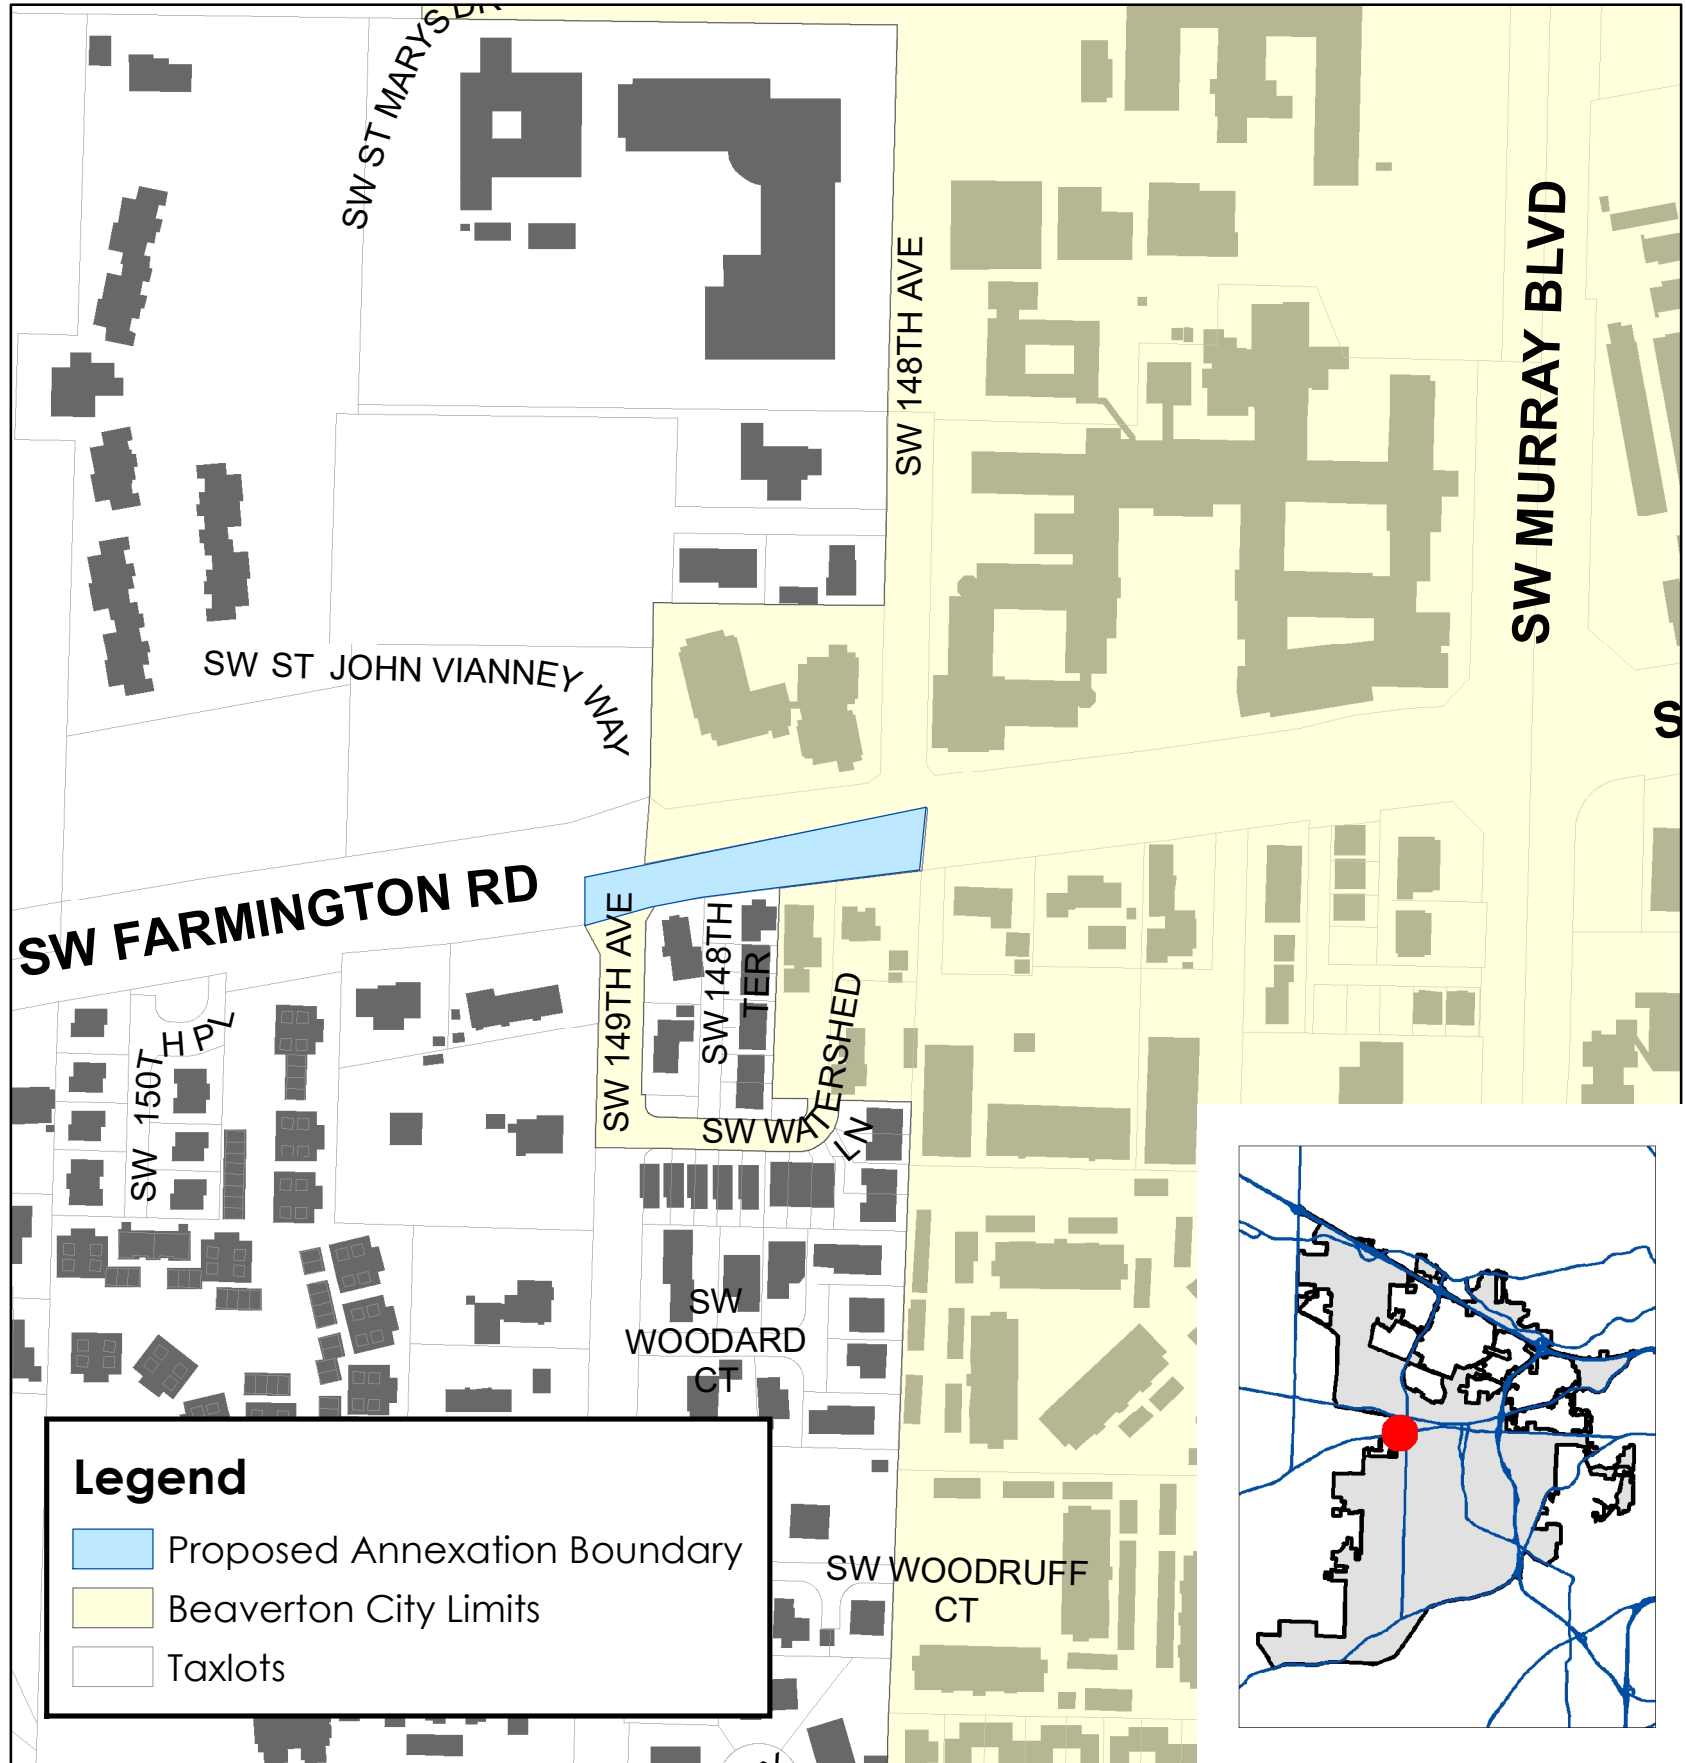 SW ST MARYS DR
SW 148TH AVE
SW MURRAY BLVD
SW ST JOHN VIANNEY WAY
S
SW FARMINGTON RD
SW 149TH AVE
SW 148TH
TER
SW WATERSHED
LN
SW 150TH PL
SW
WOODARD
CT
SW WOODRUFF
CT
Legend
Proposed Annexation Boundary
Beaverton City Limits
Taxlots